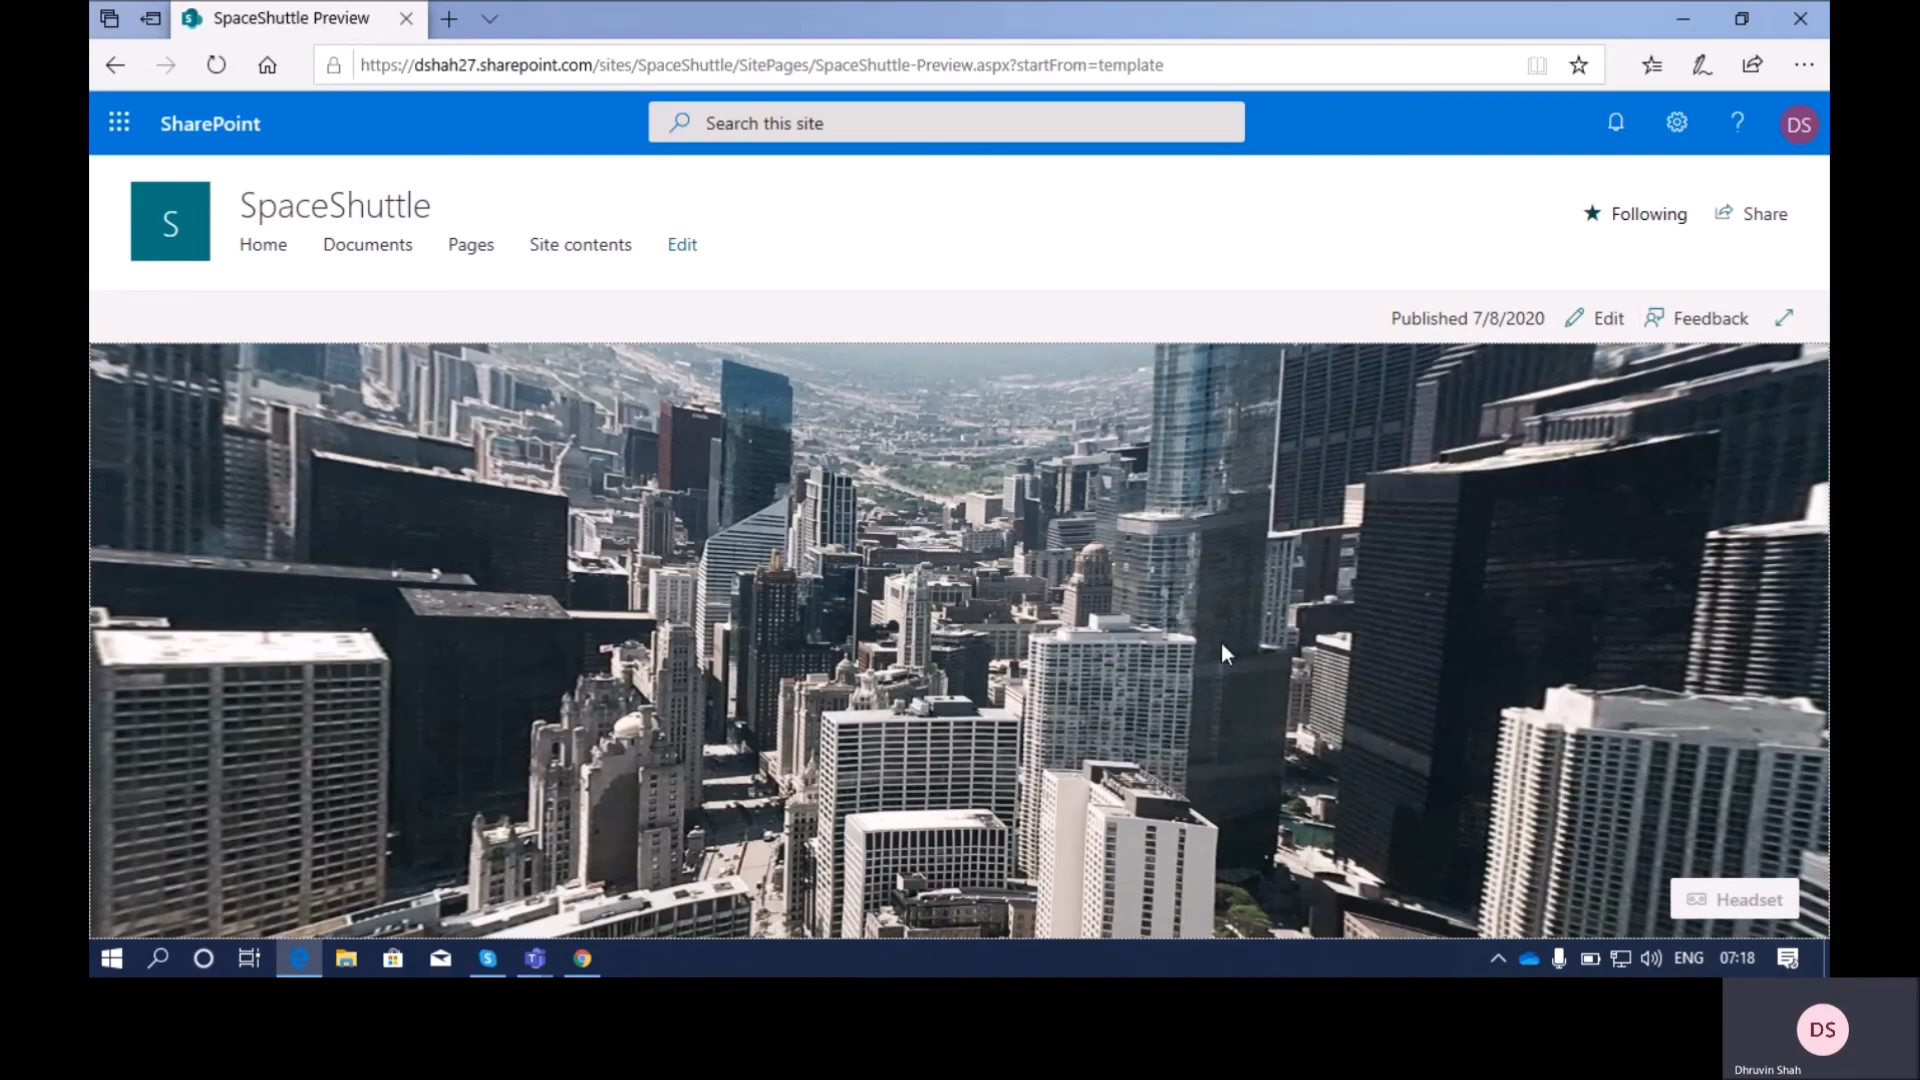 SpaceShuttle Preview
https://dshah27.sharepoint.com/sites/SpaceShuttle/SitePages/SpaceShuttle-Preview.aspx?startFrom=template
SharePoint
Search this site
DS
S
SpaceShuttle
Following
Share
Home
Documents
Pages
Site contents
Edit
Published 7/8/2020
Edit
Feedback
Headset
ENG
07:18
DS
Dhruvin Shah